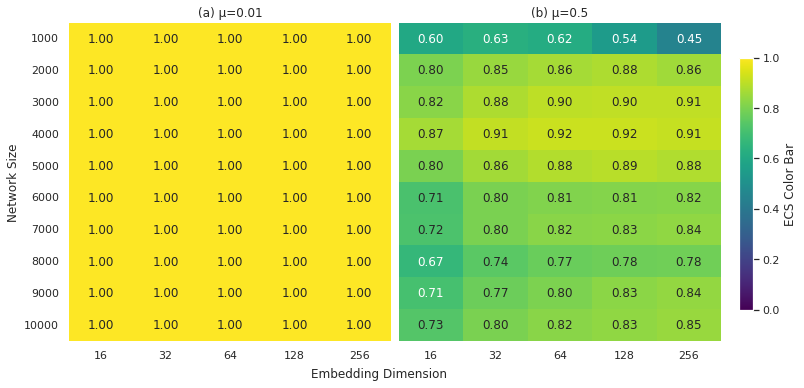 (a) μ=0.01
(b) μ=0.5
1000 1.00 1.00 1.00 1.00 1.00 0.60 0.63 0.62 0.54 0.45
2000 1.00 1.00 1.00 1.00 1.00 0.80 0.85 0.86 0.88 0.86
3000 1.00 1.00 1.00 1.00 1.00 0.82 0.88 0.90 0.90 0.91
4000 1.00 1.00 1.00 1.00 1.00 0.87 0.91 0.92 0.92 0.91
5000 1.00 1.00 1.00 1.00 1.00 0.80 0.86 0.88 0.89 0.88
6000 1.00 1.00 1.00 1.00 1.00 0.71 0.80 0.81 0.81 0.82
7000 1.00 1.00 1.00 1.00 1.00 0.72 0.80 0.82 0.83 0.84
8000 1.00 1.00 1.00 1.00 1.00 0.67 0.74 0.77 0.78 0.78
9000 1.00 1.00 1.00 1.00 1.00 0.71 0.77 0.80 0.83 0.84
10000 1.00 1.00 1.00 1.00 1.00 0.73 0.80 0.82 0.83 0.85
16 32 64 128 256 16 32 64 128 256
Network Size
Embedding Dimension
1.0
0.8
0.6
0.4
0.2
0.0
ECS Color Bar